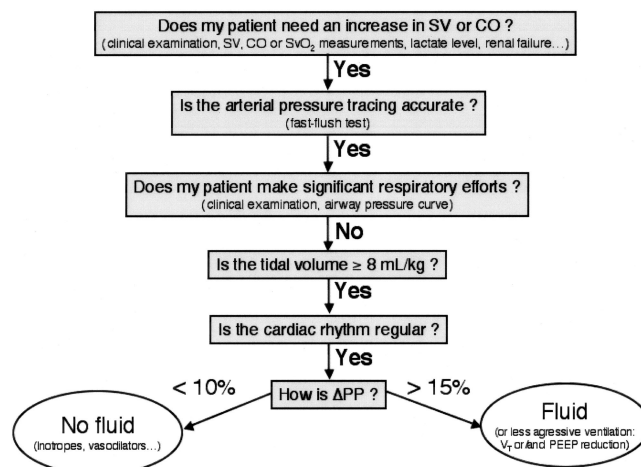 Does my patient need an increase in SV or CO ?
(clinical examination, SV, CO or SvO2 measurements, lactate level, renal failure...)
Yes
Is the arterial pressure tracing accurate ?
(fast-flush test)
Yes
Does my patient make significant respiratory efforts ?
(clinical examination, airway pressure curve)
No
Is the tidal volume ≥ 8 mL/kg ?
Yes
Is the cardiac rhythm regular ?
Yes
< 10%
How is ΔPP ?
> 15%
No fluid
(inotropes, vasodilators...)
Fluid
(or less agressive ventilation:
VT or/and PEEP reduction)